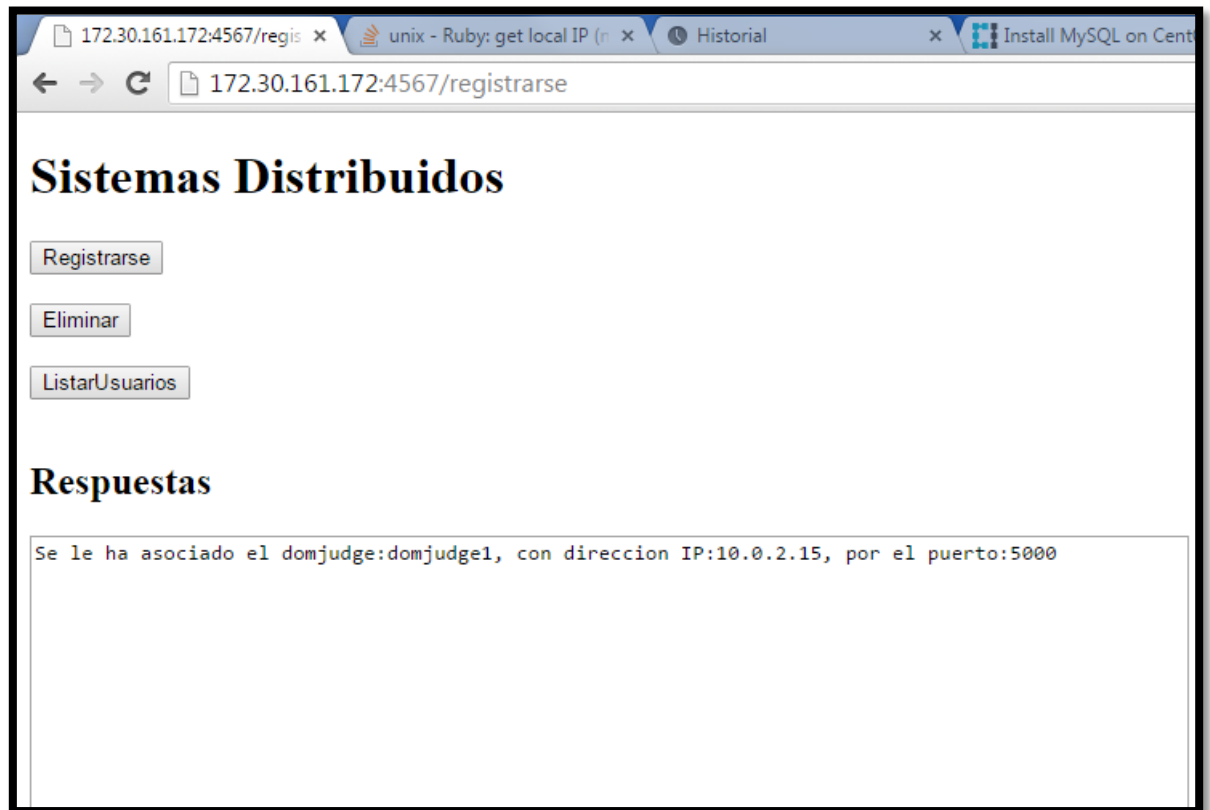 172.30.161.172:4567/regis
unix - Ruby: get local IP (n
Historial
Install MySQL on Cent
172.30.161.172:4567/registrarse
Sistemas Distribuidos
Registrarse
Eliminar
ListarUsuarios
Respuestas
Se le ha asociado el domjudge:domjudge1, con direccion IP:10.0.2.15, por el puerto:5000